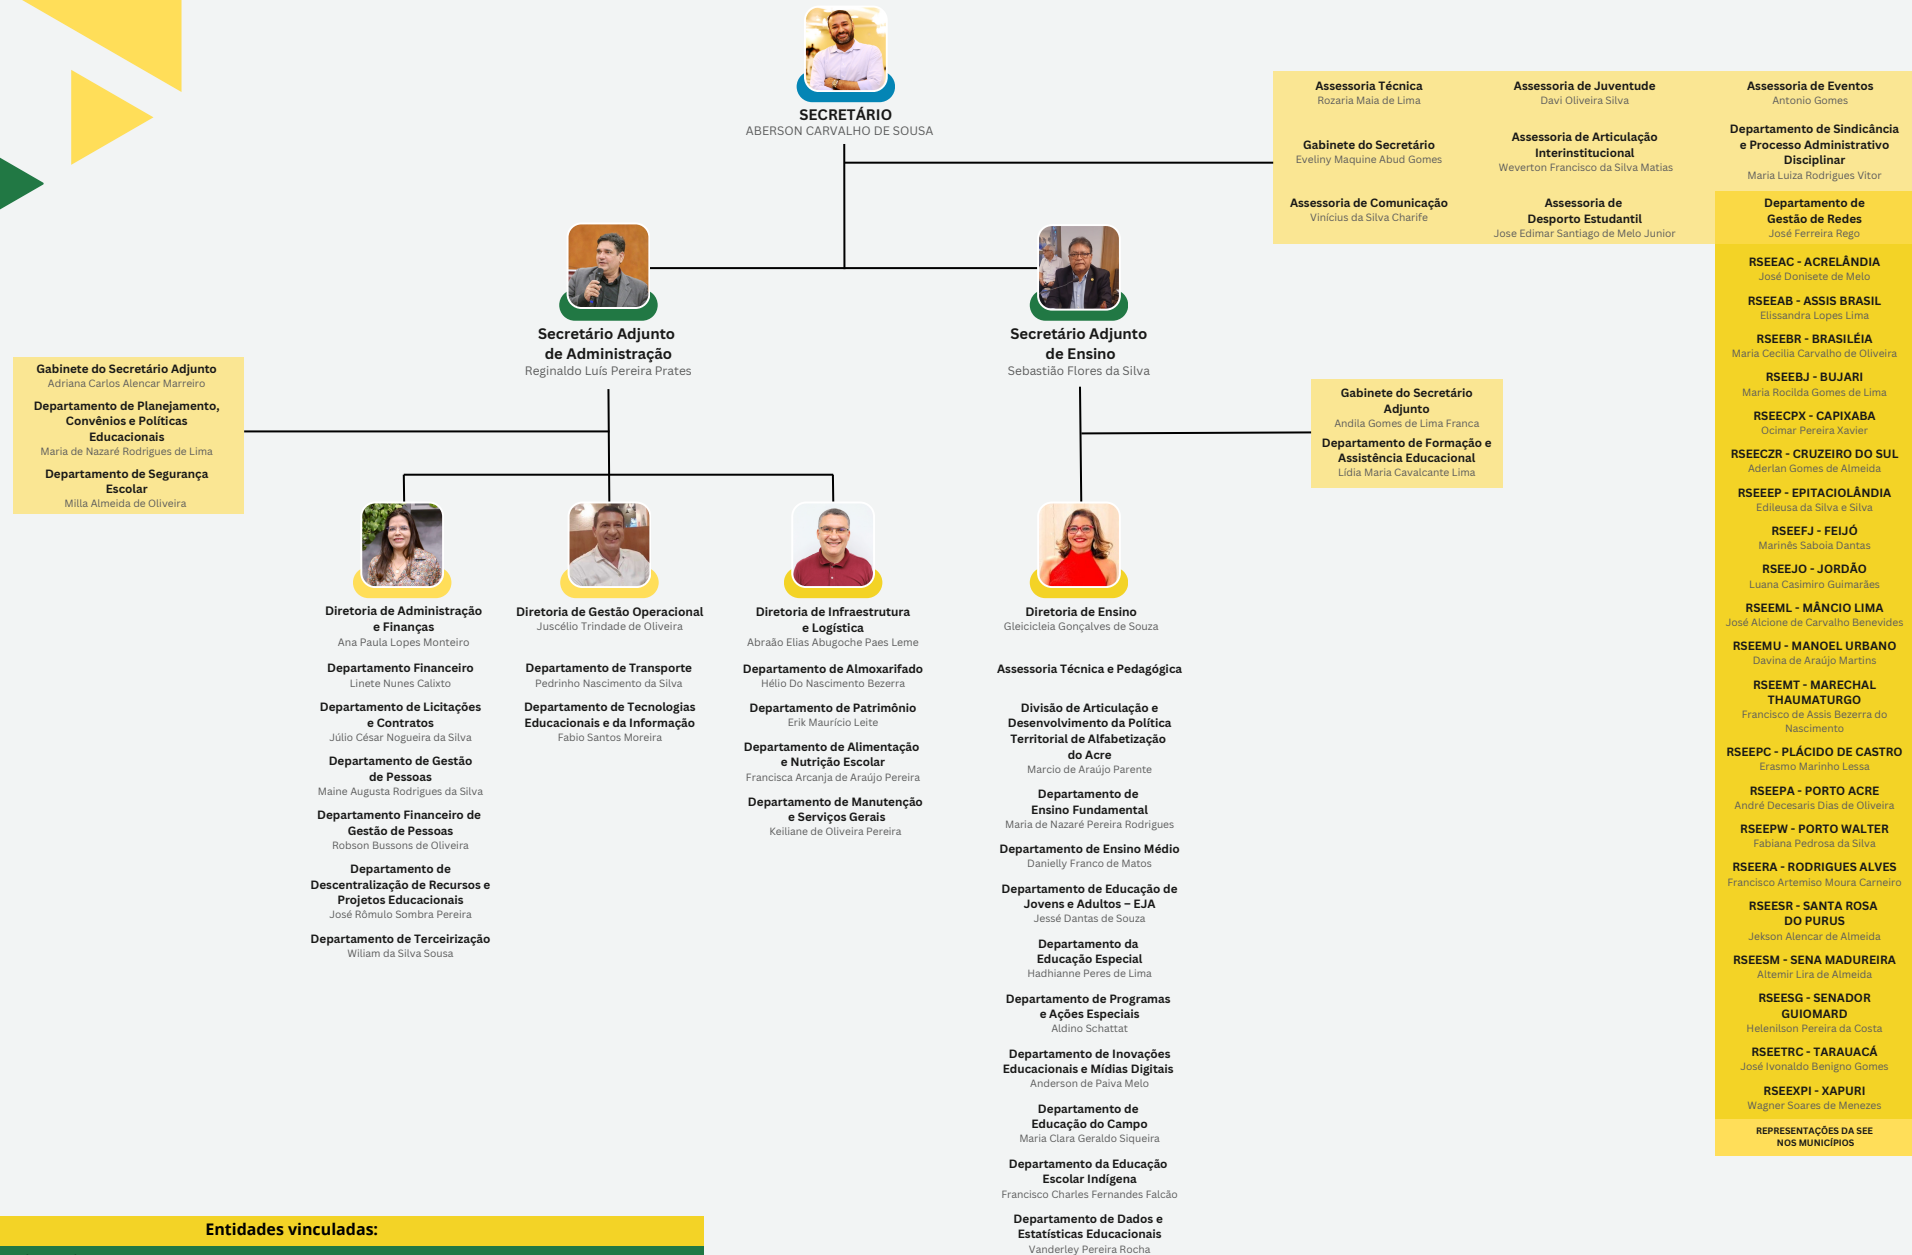 SECRETÁRIO
ABERSON CARVALHO DE SOUSA
Assessoria Técnica
Rozaria Maia de Lima
Gabinete do Secretário
Eveliny Maquine Abud Gomes
Assessoria de Comunicação
Vinícius da Silva Charife
Assessoria de Juventude
Davi Oliveira Silva
Assessoria de Articulação
Interinstitucional
Weverton Francisco da Silva Matias
Assessoria de
Desporto Estudantil
Jose Edimar Santiago de Melo Junior
Assessoria de Eventos
Antonio Gomes
Departamento de Sindicância
e Processo Administrativo
Disciplinar
Maria Luiza Rodrigues Vitor
Departamento de
Gestão de Redes
José Ferreira Rego
RSEEAC - ACRELÂNDIA
José Donisete de Melo
RSEEAB - ASSIS BRASIL
Elissandra Lopes Lima
RSEEBR - BRASILÉIA
Maria Cecilia Carvalho de Oliveira
RSEEBJ - BUJARI
Maria Rocilda Gomes de Lima
RSEECPX - CAPIXABA
Ocimar Pereira Xavier
RSEECZR - CRUZEIRO DO SUL
Aderlan Gomes de Almeida
RSEEEP - EPITACIOLÂNDIA
Edileusa da Silva e Silva
RSEEFJ - FEIJÓ
Marinês Saboia Dantas
RSEEJO - JORDÃO
Luana Casimiro Guimarães
RSEEML - MÂNCIO LIMA
José Alcione de Carvalho Benevides
RSEEMU - MANOEL URBANO
Davina de Araújo Martins
RSEEMT - MARECHAL
THAUMATURGO
Francisco de Assis Bezerra do
Nascimento
RSEEPC - PLÁCIDO DE CASTRO
Erasmo Marinho Lessa
RSEEPA - PORTO ACRE
André Decesaris Dias de Oliveira
RSEEPW - PORTO WALTER
Fabiana Pedrosa da Silva
RSEERA - RODRIGUES ALVES
Francisco Artemiso Moura Carneiro
RSEESR - SANTA ROSA
DO PURUS
Jekson Alencar de Almeida
RSEESM - SENA MADUREIRA
Altemir Lira de Almeida
RSEESG - SENADOR
GUIOMARD
Helenilson Pereira da Costa
RSEETRC - TARAUACÁ
José Ivonaldo Benigno Gomes
RSEEXPI - XAPURI
Wagner Soares de Menezes
REPRESENTAÇÕES DA SEE
NOS MUNICÍPIOS
Secretário Adjunto
de Administração
Reginaldo Luís Pereira Prates
Secretário Adjunto
de Ensino
Sebastião Flores da Silva
Gabinete do Secretário Adjunto
Adriana Carlos Alencar Marreiro
Departamento de Planejamento,
Convênios e Políticas
Educacionais
Maria de Nazaré Rodrigues de Lima
Departamento de Segurança
Escolar
Milla Almeida de Oliveira
Gabinete do Secretário
Adjunto
Andila Gomes de Lima Franca
Departamento de Formação e
Assistência Educacional
Lídia Maria Cavalcante Lima
Diretoria de Administração
e Finanças
Ana Paula Lopes Monteiro
Departamento Financeiro
Linete Nunes Calixto
Departamento de Licitações
e Contratos
Júlio César Nogueira da Silva
Departamento de Gestão
de Pessoas
Maine Augusta Rodrigues da Silva
Departamento Financeiro de
Gestão de Pessoas
Robson Bussons de Oliveira
Departamento de
Descentralização de Recursos e
Projetos Educacionais
José Rômulo Sombra Pereira
Departamento de Terceirização
Wiliam da Silva Sousa
Diretoria de Gestão Operacional
Juscélio Trindade de Oliveira
Departamento de Transporte
Pedrinho Nascimento da Silva
Departamento de Tecnologias
Educacionais e da Informação
Fabio Santos Moreira
Diretoria de Infraestrutura
e Logística
Abraão Elias Abugoche Paes Leme
Departamento de Almoxarifado
Hélio Do Nascimento Bezerra
Departamento de Patrimônio
Erik Maurício Leite
Departamento de Alimentação
e Nutrição Escolar
Francisca Arcanja de Araújo Pereira
Departamento de Manutenção
e Serviços Gerais
Keiliane de Oliveira Pereira
Diretoria de Ensino
Gleicicleia Gonçalves de Souza
Assessoria Técnica e Pedagógica
Divisão de Articulação e
Desenvolvimento da Política
Territorial de Alfabetização
do Acre
Marcio de Araújo Parente
Departamento de
Ensino Fundamental
Maria de Nazaré Pereira Rodrigues
Departamento de Ensino Médio
Danielly Franco de Matos
Departamento de Educação de
Jovens e Adultos – EJA
Jessé Dantas de Souza
Departamento da
Educação Especial
Hadhianne Peres de Lima
Departamento de Programas
e Ações Especiais
Aldino Schattat
Departamento de Inovações
Educacionais e Mídias Digitais
Anderson de Paiva Melo
Departamento de
Educação do Campo
Maria Clara Geraldo Siqueira
Departamento da Educação
Escolar Indígena
Francisco Charles Fernandes Falcão
Departamento de Dados e
Estatísticas Educacionais
Vanderley Pereira Rocha
Entidades vinculadas: